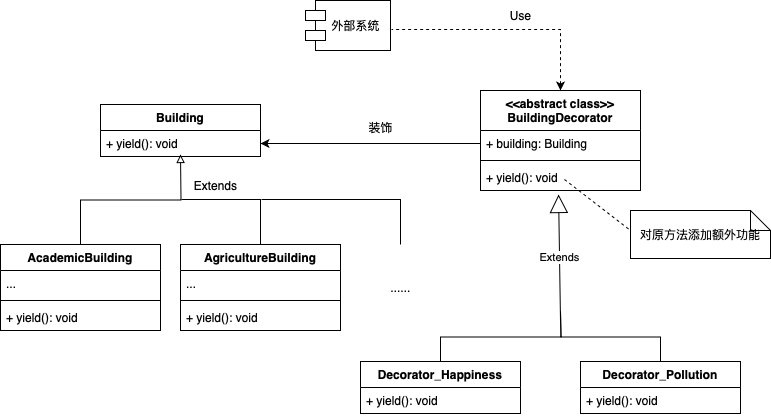 外部系统
Use
Building
+ yield(): void
装饰
<<abstract class>>
BuildingDecorator
+ building: Building
+ yield(): void
Extends
对原方法添加额外功能
AcademicBuilding
...
+ yield(): void
AgricultureBuilding
...
+ yield(): void
......
Extends
Decorator_Happiness
+ yield(): void
Decorator_Pollution
+ yield(): void